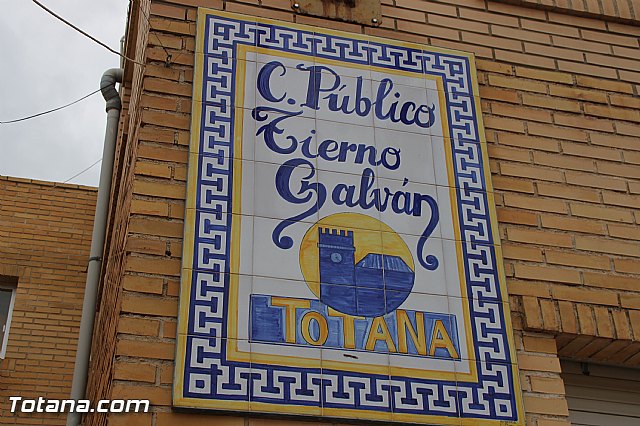 C. Público
Tierno
Galván
TOTANA
Totana.com